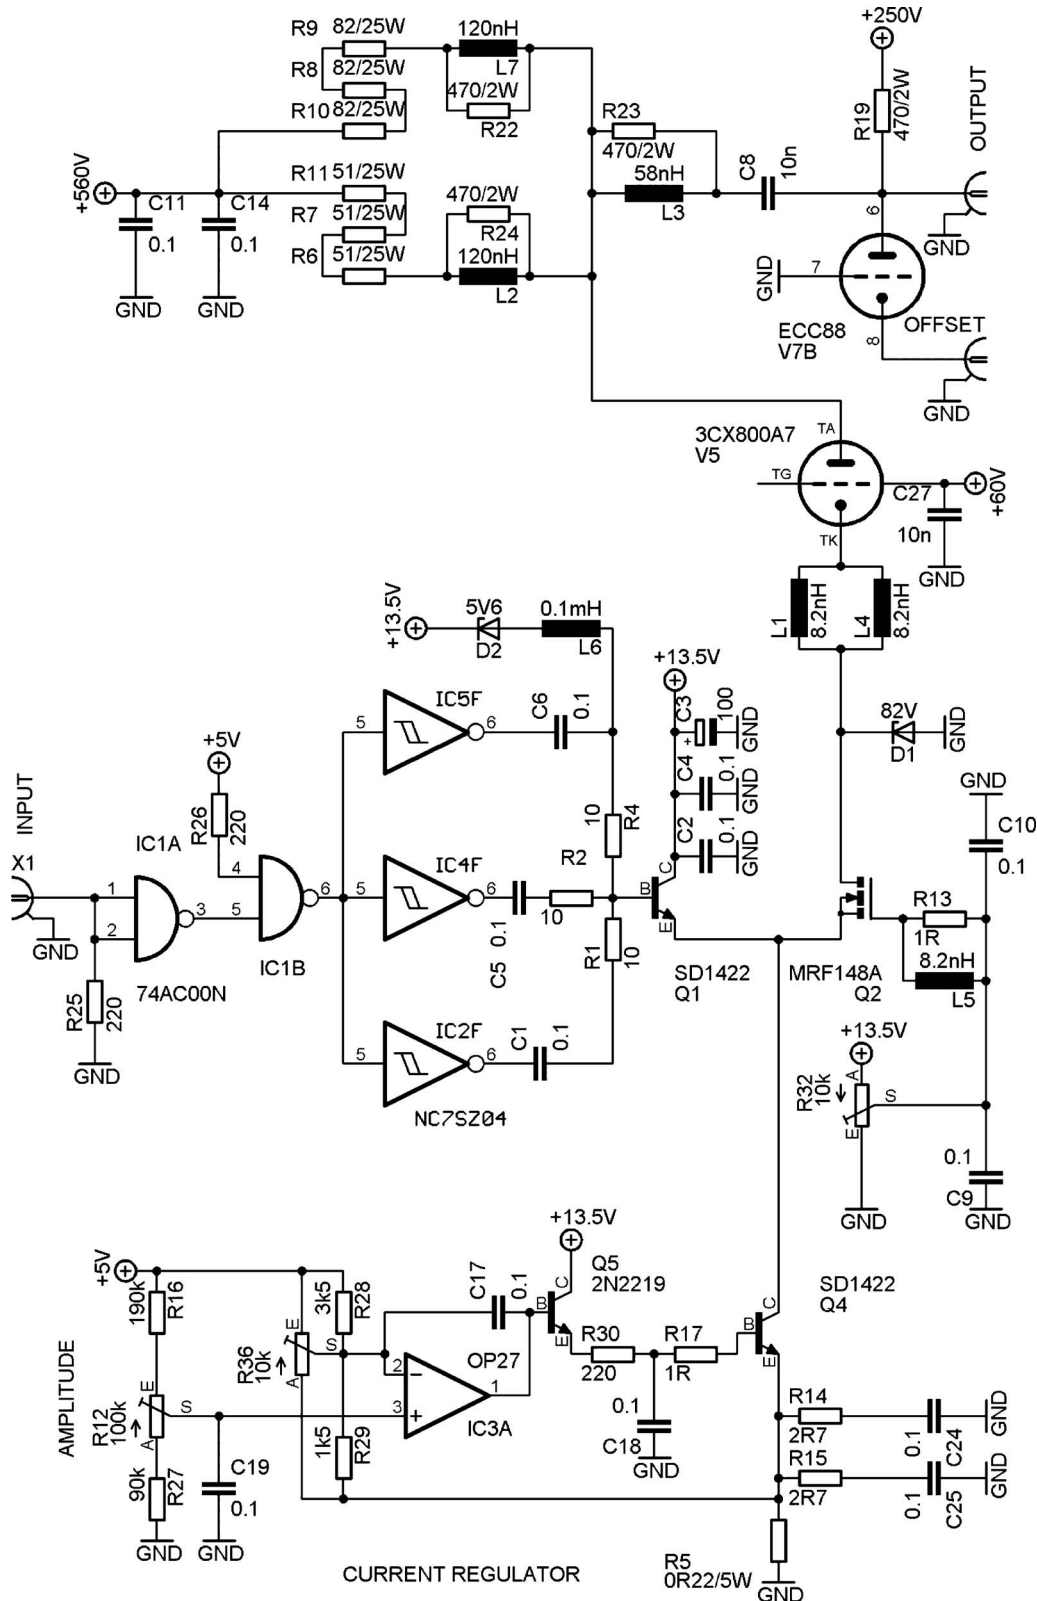 R9 82/25W
R8 82/25W
R10 82/25W
120nH
L7
470/2W
R22
+250V
R19
470/2W
OUTPUT
R23
470/2W
58nH
L3
C8
10n
+560V
C11
0.1
C14
0.1
GND
GND
R11 51/25W
R7 51/25W
R6 51/25W
470/2W
R24
120nH
L2
6
GND
GND
7
8
ECC88
V7B
OFFSET
GND
3CX800A7
V5
TA
TG
TK
C27
10n
+60V
GND
L1
8.2nH
L4
8.2nH
82V
D1
GND
+13.5V
5V6
D2
0.1mH
L6
+13.5V
C3
100
GND
C4
0.1
GND
C2
0.1
GND
IC5F
5
6
C6
0.1
+5V
R26
220
INPUT
X1
GND
IC1A
1
2
3
74AC00N
R25
220
GND
4
5
6
IC1B
IC4F
5
6
C5
0.1
R2
10
R4
10
R1
10
B
C
E
SD1422
Q1
IC2F
5
6
C1
0.1
NC7SZ04
GND
C10
0.1
R13
1R
8.2nH
L5
MRF148A
Q2
+13.5V
R32
10k
A
S
E
GND
0.1
C9
GND
+5V
190k
R16
AMPLITUDE
R12
100k
E
S
A
90k
R27
GND
C19
0.1
GND
R36
10k
E
S
A
3k5
R28
1k5
R29
C17
0.1
2
3
1
OP27
IC3A
+13.5V
Q5
2N2219
B
C
E
R30
220
R17
1R
0.1
C18
GND
SD1422
Q4
B
C
E
R14
2R7
0.1
C24
GND
R15
2R7
0.1
C25
GND
R5
0R22/5W
GND
CURRENT REGULATOR